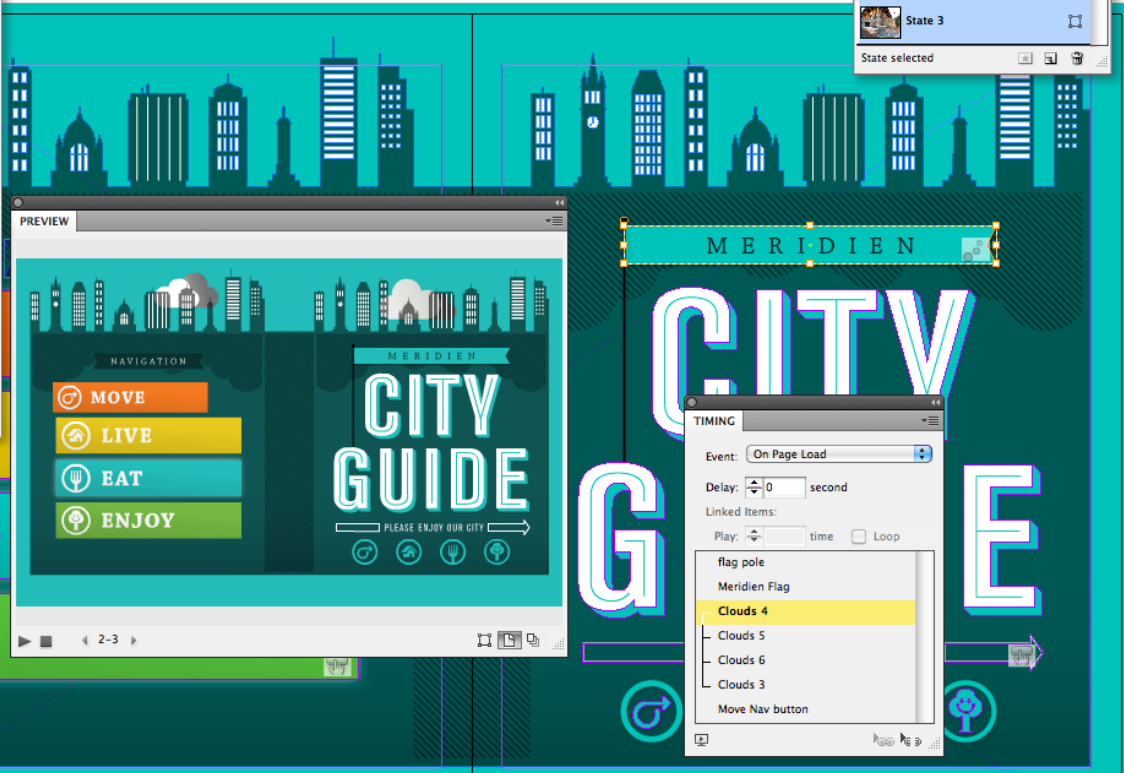 State 3
State selected
PREVIEW
NAVIGATION
MOVE
LIVE
EAT
ENJOY
MERIDIEN
CITY
GUIDE
PLEASE ENJOY OUR CITY
2-3
MERIDIEN
CITY
G E
TIMING
Event: On Page Load
Delay: 0 second
Linked Items:
Play: time Loop
flag pole
Meridien Flag
Clouds 4
Clouds 5
Clouds 6
Clouds 3
Move Nav button